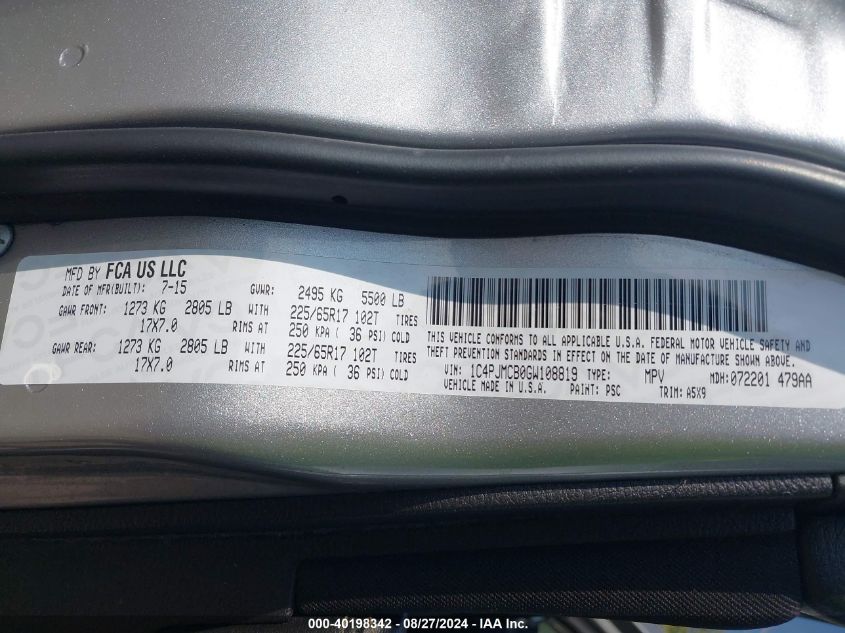 MFD BY FCA US LLC
DATE OF MFR(BUILT): 7-15 GVWR: 2495 KG 5500 LB
GAWR FRONT: 1273 KG 2805 LB WITH 225/65R17 102T TIRES
17X7.0 RIMS AT 250 KPA ( 36 PSI) COLD
GAWR REAR: 1273 KG 2805 LB WITH 225/65R17 102T TIRES
17X7.0 RIMS AT 250 KPA ( 36 PSI) COLD
THIS VEHICLE CONFORMS TO ALL APPLICABLE U.S.A. FEDERAL MOTOR VEHICLE SAFETY AND
THEFT PREVENTION STANDARDS IN EFFECT ON THE DATE OF MANUFACTURE SHOWN ABOVE.
VIN: 1C4PJMCB0GW108819 TYPE: MPV MDH:072201 479AA
VEHICLE MADE IN U.S.A. PAINT: PSC TRIM: A5X9
000-40198342 - 08/27/2024 - IAA Inc.